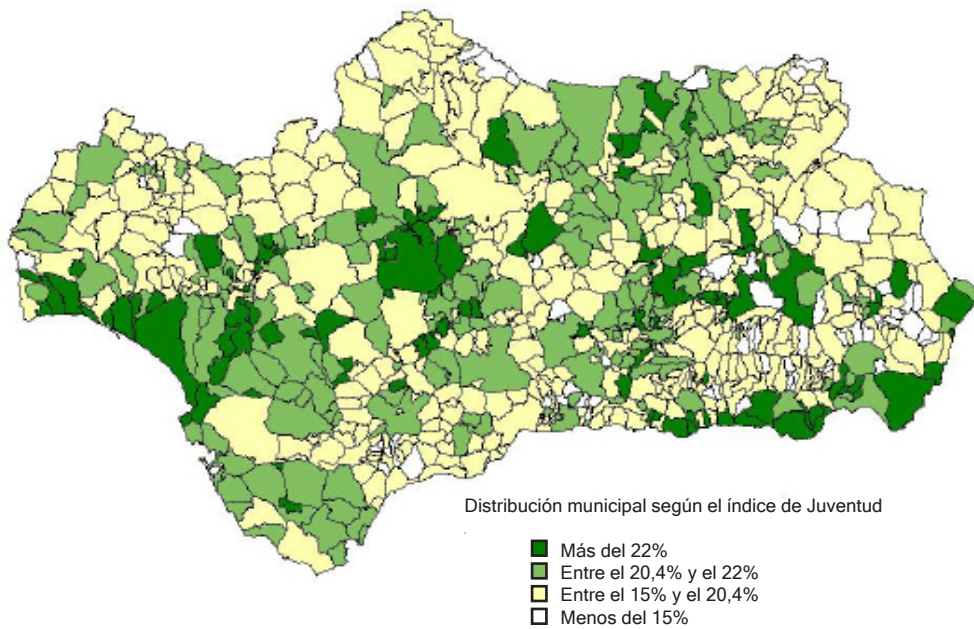 Distribución municipal según el índice de Juventud
Más del 22%
Entre el 20,4% y el 22%
Entre el 15% y el 20,4%
Menos del 15%